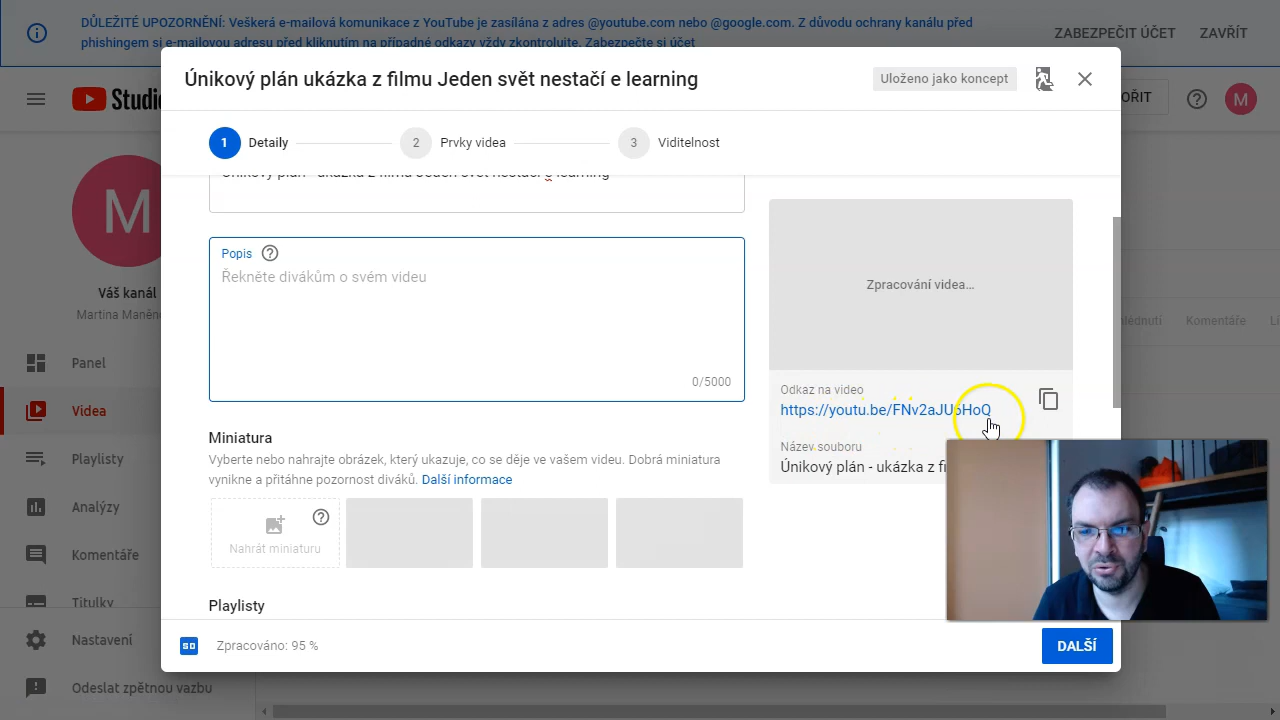 DŮLEŽITÉ UPOZORNĚNÍ: Veškerá e-mailová komunikace z YouTube je zasílána z adres @youtube.com nebo @google.com. Z důvodu ochrany kanálu před
phishingem si e-mailovou adresu před kliknutím na případné odkazy vždy zkontrolujte. Zabezpečte si účet
ZABEZPEČIT ÚČET
ZAVŘÍT
Studio
OŘIT
M
Únikový plán ukázka z filmu Jeden svět nestačí e learning
Uloženo jako koncept
1 Detaily
2 Prvky videa
3 Viditelnost
Únikový plán - ukázka z filmu Jeden svět nestačí e learning
Popis
Řekněte divákům o svém videu
0/5000
Zpracování videa...
Odkaz na video
https://youtu.be/FNv2aJU6HoQ
Název souboru
Únikový plán - ukázka z fi
Miniatura
Vyberte nebo nahrajte obrázek, který ukazuje, co se děje ve vašem videu. Dobrá miniatura
vynikne a přitáhne pozornost diváků. Další informace
Nahrát miniaturu
Playlisty
SD Zpracováno: 95 %
DALŠÍ
M
Váš kanál
Martina Maněn
Panel
Videa
Playlisty
Analýzy
Komentáře
Titulky
Nastavení
Odeslat zpětnou vazbu
hlédnutí
Komentáře